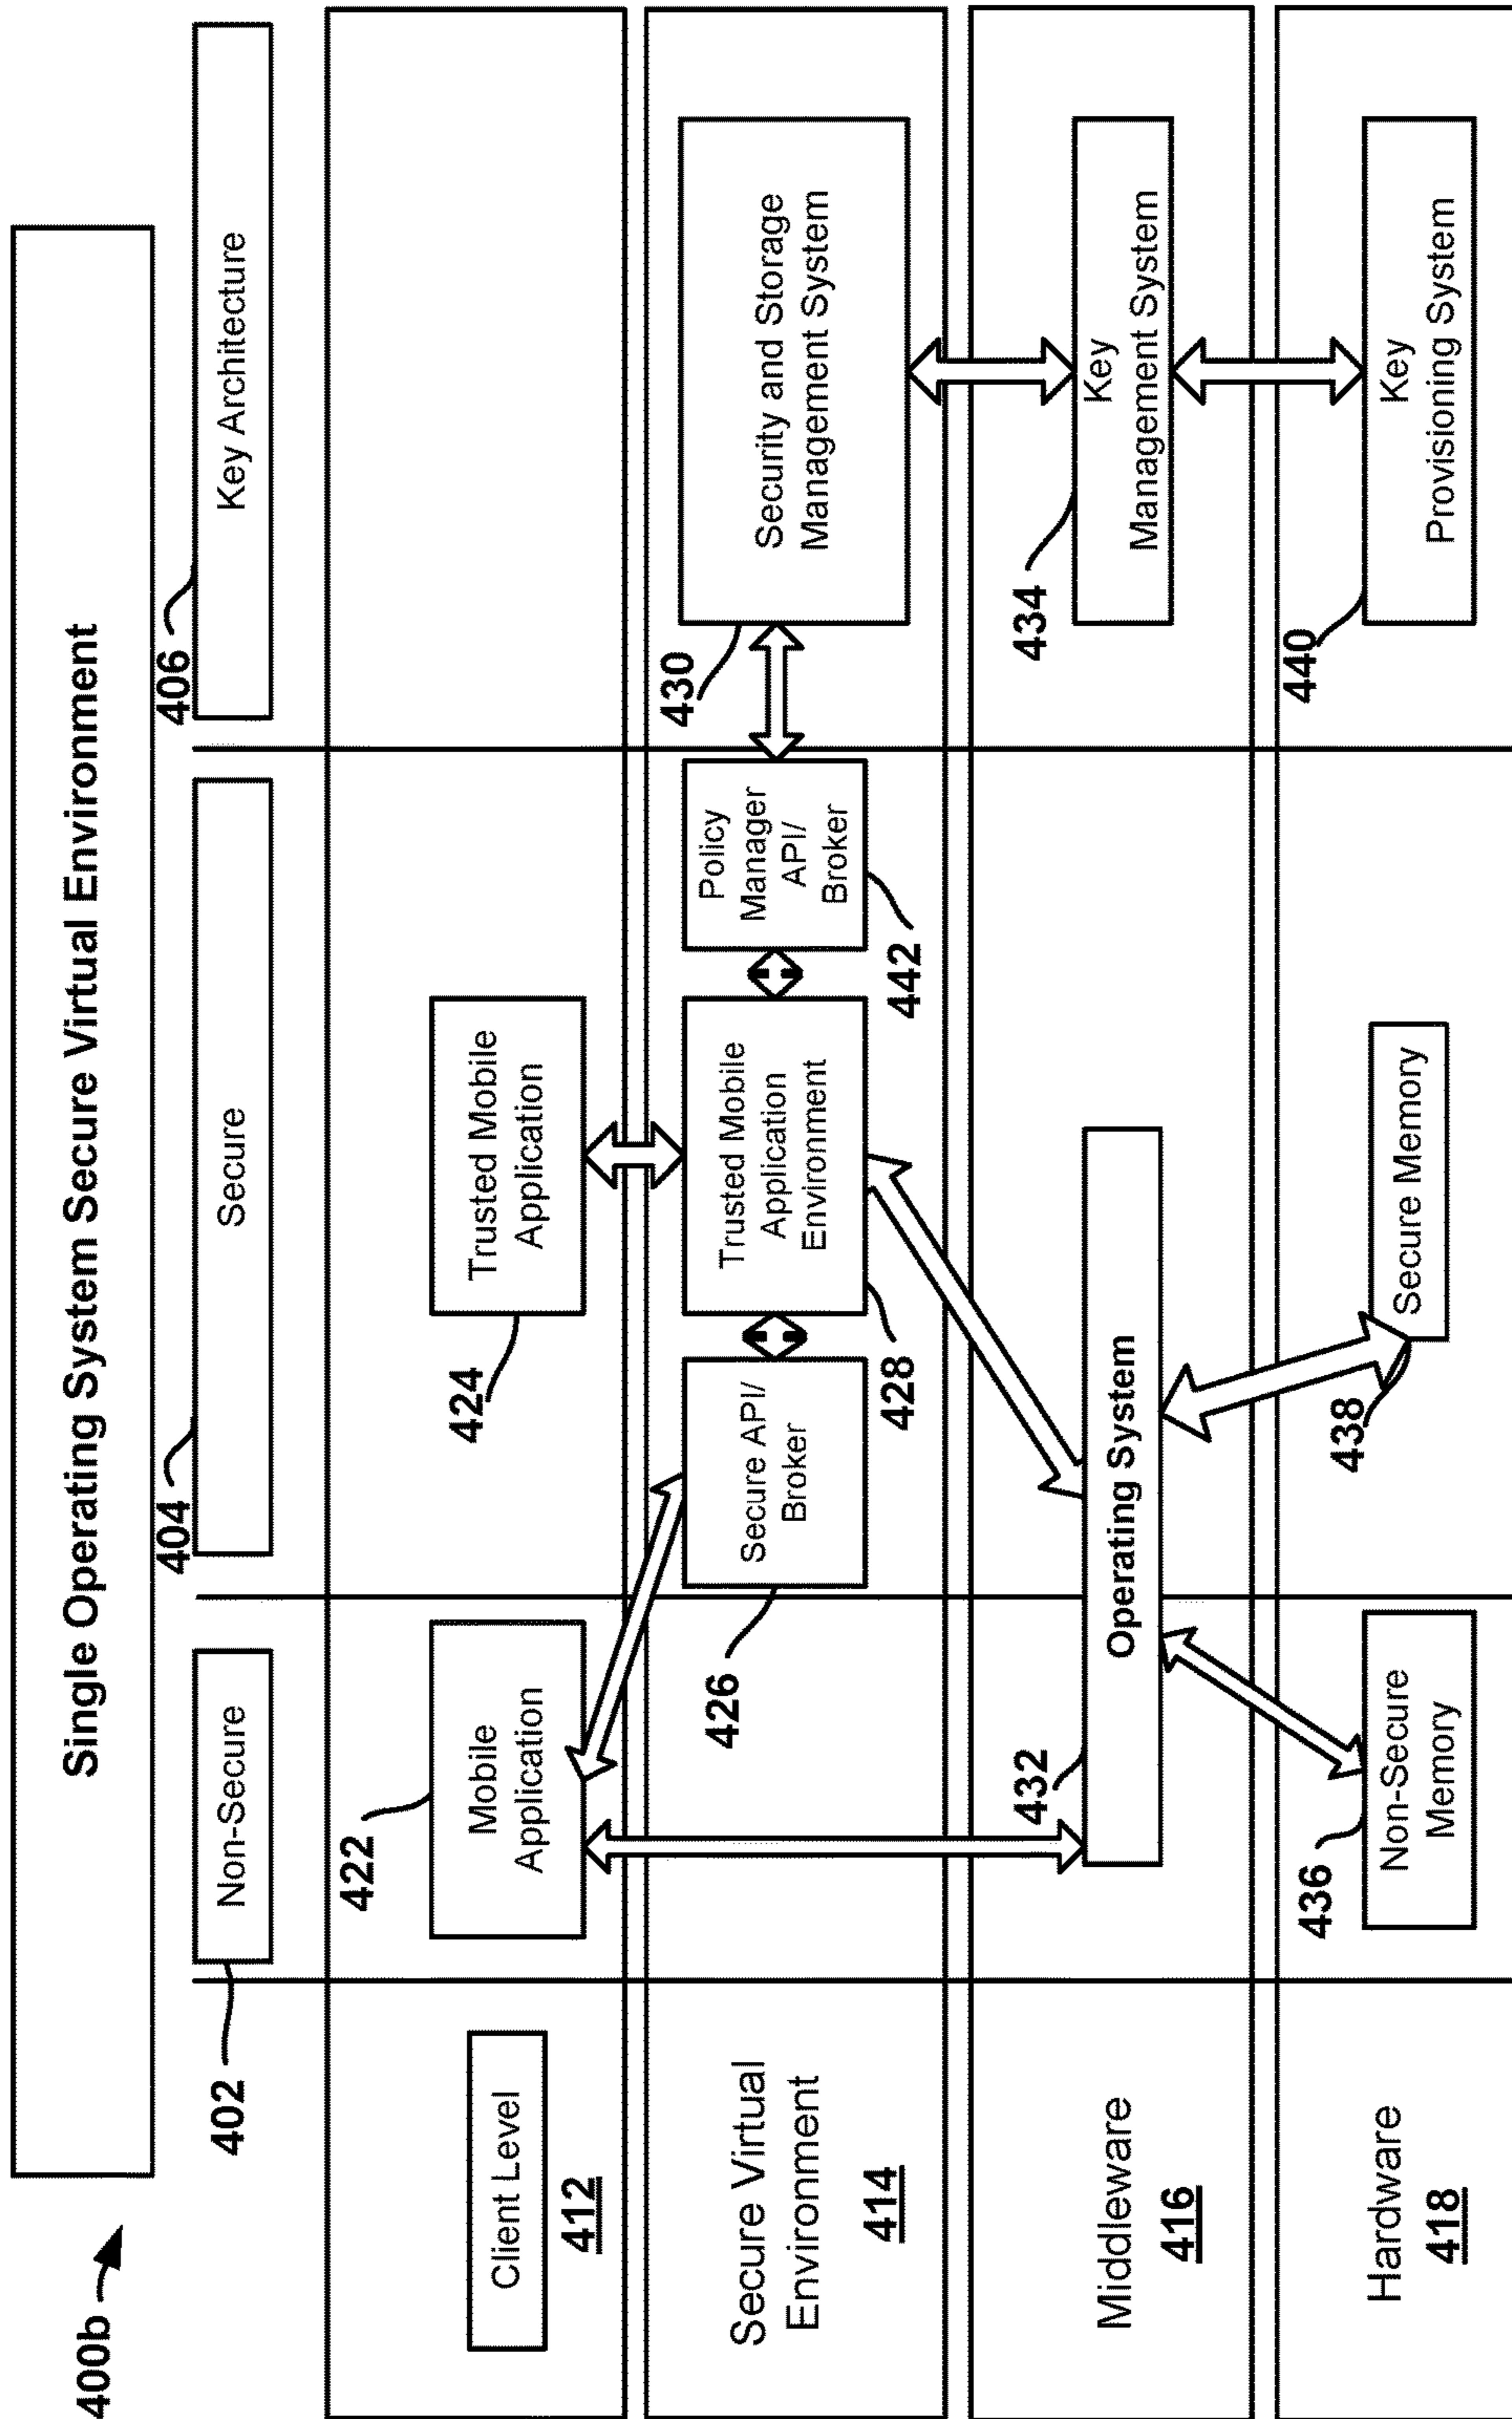 400b
Single Operating System Secure Virtual Environment
402
Non-Secure
404
Secure
406
Key Architecture
Client Level
412
422
Mobile
Application
424
Trusted Mobile
Application
Secure Virtual
Environment
414
426
Secure API/
Broker
428
Trusted Mobile
Application
Environment
442
Policy
Manager
API/
Broker
430
Security and Storage
Management System
Middleware
416
432
Operating System
434
Key
Management System
Hardware
418
436
Non-Secure
Memory
438
Secure Memory
440
Key
Provisioning System